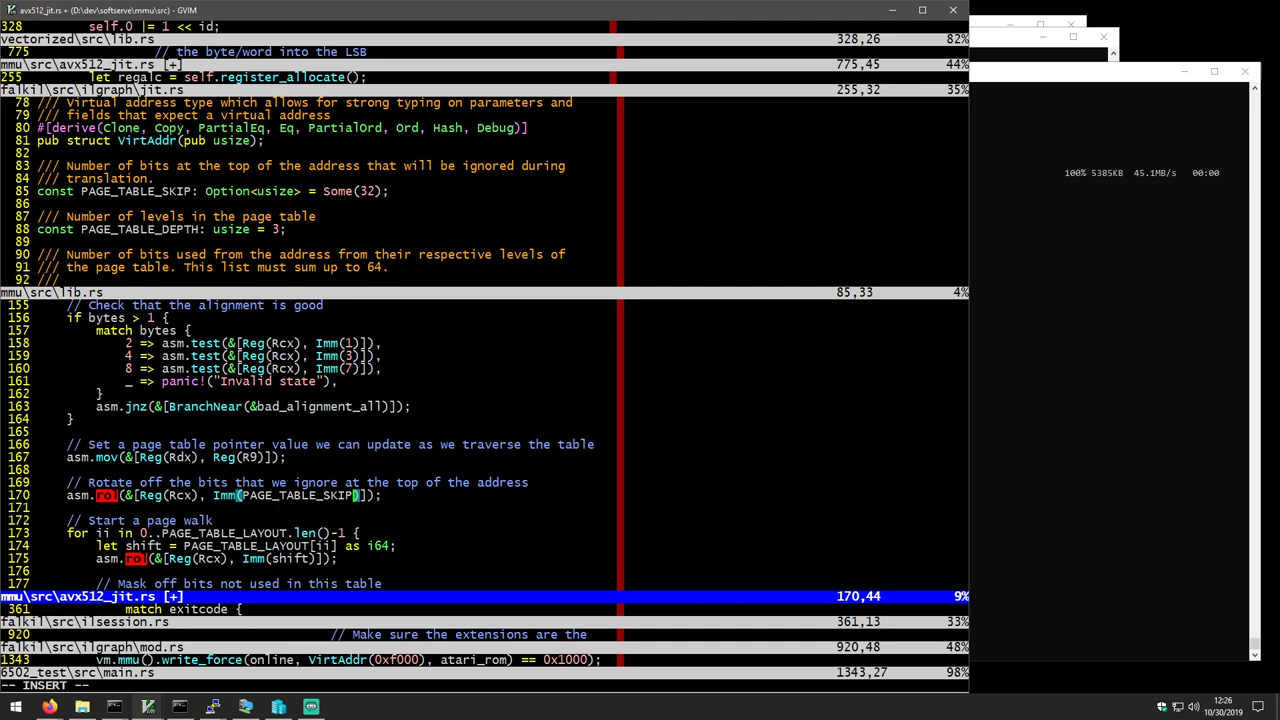 avx512_jit.rs + (D:\dev\softserve\mmu\src) - GVIM
328        self.0 |= 1 << id;
vectorized\src\lib.rs 328,26 82%
775                 // the byte/word into the LSB
mmu\src\avx512_jit.rs [+] 775,45 44%
255        let regalc = self.register_allocate();
falkil\src\ilgraph\jit.rs 255,32 35%
78 /// Virtual address type which allows for strong typing on parameters and
79 /// fields that expect a virtual address
80 #[derive(Clone, Copy, PartialEq, Eq, PartialOrd, Ord, Hash, Debug)]
81 pub struct VirtAddr(pub usize);
82
83 /// Number of bits at the top of the address that will be ignored during
84 /// translation.
85 const PAGE_TABLE_SKIP: Option<usize> = Some(32);
86
87 /// Number of levels in the page table
88 const PAGE_TABLE_DEPTH: usize = 3;
89
90 /// Number of bits used from the address from their respective levels of
91 /// the page table. This list must sum up to 64.
92 ///
mmu\src\lib.rs 85,33 4%
155     // Check that the alignment is good
156     if bytes > 1 {
157         match bytes {
158             2 => asm.test(&[Reg(Rcx), Imm(1)]),
159             4 => asm.test(&[Reg(Rcx), Imm(3)]),
160             8 => asm.test(&[Reg(Rcx), Imm(7)]),
161             _ => panic!("Invalid state"),
162         }
163         asm.jnz(&[BranchNear(&bad_alignment_all)]);
164     }
165
166     // Set a page table pointer value we can update as we traverse the table
167     asm.mov(&[Reg(Rdx), Reg(R9)]);
168
169     // Rotate off the bits that we ignore at the top of the address
170     asm.rol(&[Reg(Rcx), Imm(PAGE_TABLE_SKIP)]);
171
172     // Start a page walk
173     for ii in 0..PAGE_TABLE_LAYOUT.len()-1 {
174         let shift = PAGE_TABLE_LAYOUT[ii] as i64;
175         asm.rol(&[Reg(Rcx), Imm(shift)]);
176
177         // Mask off bits not used in this table
mmu\src\avx512_jit.rs [+] 170,44 9%
361             match exitcode {
falkil\src\ilsession.rs 361,13 33%
920                                         // Make sure the extensions are the
falkil\src\ilgraph\mod.rs 920,48 48%
1343        vm.mmu().write_force(online, VirtAddr(0xf000), atari_rom) == 0x1000);
6502_test\src\main.rs 1343,27 98%
-- INSERT --
100% 5385KB 45.1MB/s 00:00
12:26
10/30/2019